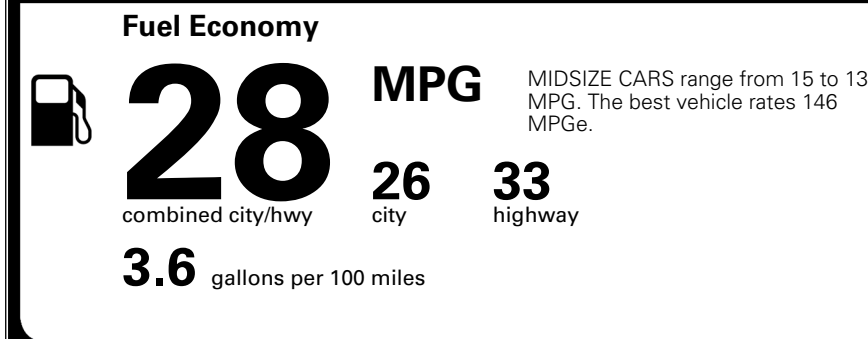 Fuel Economy
28 MPG
MIDSIZE CARS range from 15 to 13
MPG. The best vehicle rates 146
MPGe.
26 33
combined city/hwy city highway
3.6 gallons per 100 miles